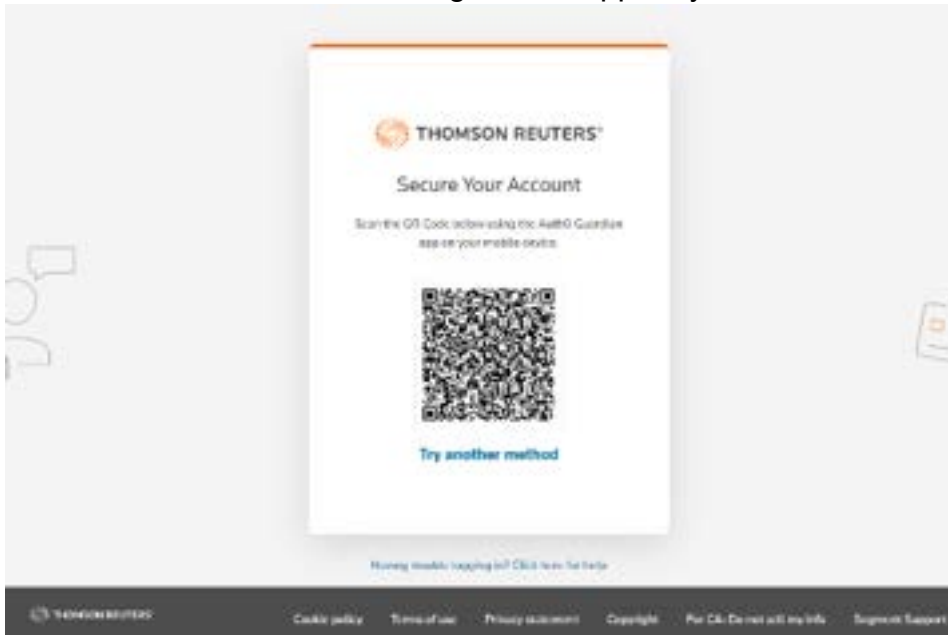 THOMSON REUTERS®
Secure Your Account
Scan the QR Code below using the Auth0 Guardian
app on your mobile device.
Try another method
Having trouble logging in? Click here for help
THOMSON REUTERS Cookie policy Terms of use Privacy statement Copyright For CA: Do not sell my info Segment Support